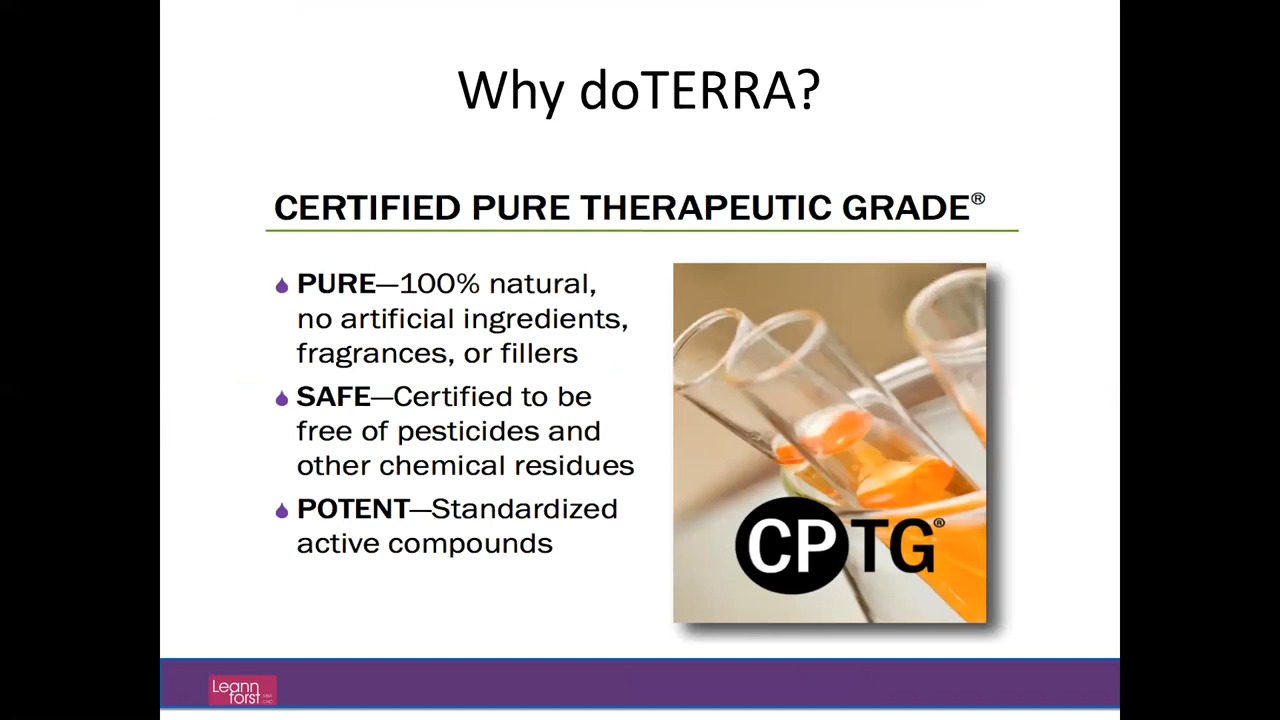 Why doTERRA?
CERTIFIED PURE THERAPEUTIC GRADE®
PURE—100% natural,
no artificial ingredients,
fragrances, or fillers
SAFE—Certified to be
free of pesticides and
other chemical residues
POTENT—Standardized
active compounds
CPTG®
Leann
forst